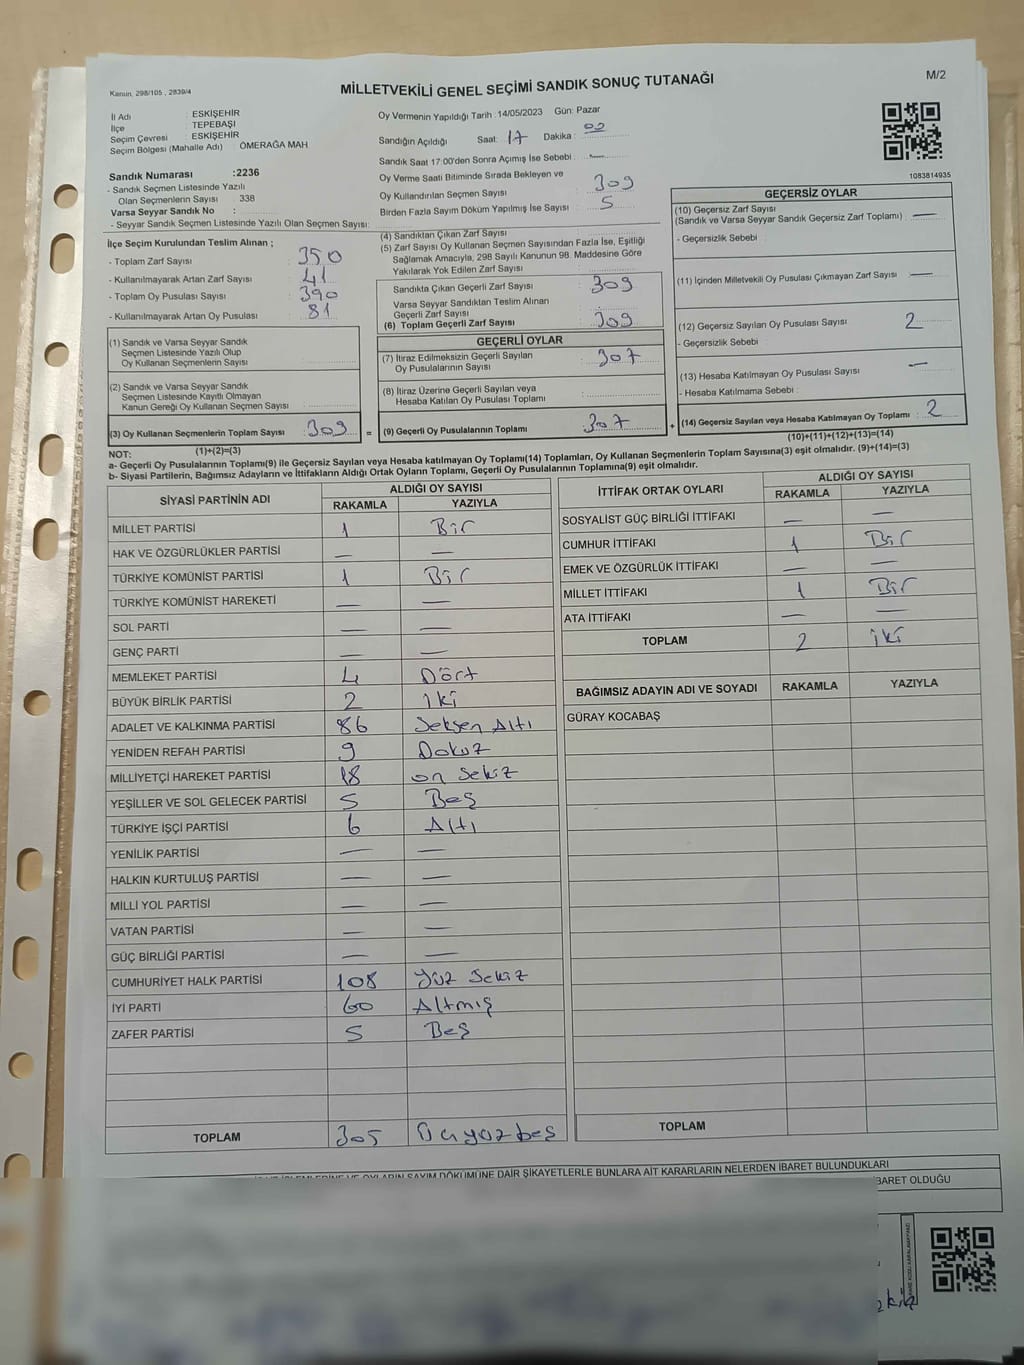 Kanun, 298/105 , 2839/4
MİLLETVEKİLİ GENEL SEÇİMİ SANDIK SONUÇ TUTANAĞI
M/2
İl Adı : ESKİŞEHİR
İlçe : TEPEBAŞI
Seçim Çevresi : ESKİŞEHİR
Seçim Bölgesi (Mahalle Adı) : ÖMERAĞA MAH
Sandık Numarası :2236
- Sandık Seçmen Listesinde Yazılı
Olan Seçmenlerin Sayısı : 338
Varsa Seyyar Sandık No :
- Seyyar Sandık Seçmen Listesinde Yazılı Olan Seçmen Sayısı:
Oy Vermenin Yapıldığı Tarih :14/05/2023 Gün: Pazar
Sandığın Açıldığı Saat: 17 Dakika : 02
Sandık Saat 17:00'den Sonra Açımış İse Sebebi : —
Oy Verme Saati Bitiminde Sırada Bekleyen ve
Oy Kullandırılan Seçmen Sayısı : 309
Birden Fazla Sayım Döküm Yapılmış İse Sayısı : 5
1083814935
İlçe Seçim Kurulundan Teslim Alınan ;
- Toplam Zarf Sayısı : 350
- Kullanılmayarak Artan Zarf Sayısı : 41
- Toplam Oy Pusulası Sayısı : 390
- Kullanılmayarak Artan Oy Pusulası : 81
(1) Sandık ve Varsa Seyyar Sandık
Seçmen Listesinde Yazılı Olup
Oy Kullanan Seçmenlerin Sayısı :
(2) Sandık ve Varsa Seyyar Sandık
Seçmen Listesinde Kayıtlı Olmayan
Kanun Gereği Oy Kullanan Seçmen Sayısı :
(3) Oy Kullanan Seçmenlerin Toplam Sayısı : 309
(1)+(2)=(3)
(4) Sandıktan Çıkan Zarf Sayısı :
(5) Zarf Sayısı Oy Kullanan Seçmen Sayısından Fazla İse, Eşitliği
Sağlamak Amacıyla, 298 Sayılı Kanunun 98. Maddesine Göre
Yakılarak Yok Edilen Zarf Sayısı :
Sandıkta Çıkan Geçerli Zarf Sayısı : 309
Varsa Seyyar Sandıktan Teslim Alınan
Geçerli Zarf Sayısı :
(6) Toplam Geçerli Zarf Sayısı : 309
GEÇERLİ OYLAR
(7) İtiraz Edilmeksizin Geçerli Sayılan
Oy Pusulalarının Sayısı : 307
(8) İtiraz Üzerine Geçerli Sayılan veya
Hesaba Katılan Oy Pusulası Toplamı :
= (9) Geçerli Oy Pusulalarının Toplamı : 307
GEÇERSİZ OYLAR
(10) Geçersiz Zarf Sayısı
(Sandık ve Varsa Seyyar Sandık Geçersiz Zarf Toplamı) : —
- Geçersizlik Sebebi :
(11) İçinden Milletvekili Oy Pusulası Çıkmayan Zarf Sayısı : —
(12) Geçersiz Sayılan Oy Pusulası Sayısı : 2
- Geçersizlik Sebebi :
(13) Hesaba Katılmayan Oy Pusulası Sayısı : —
- Hesaba Katılmama Sebebi :
+ (14) Geçersiz Sayılan veya Hesaba Katılmayan Oy Toplamı : 2
(10)+(11)+(12)+(13)=(14)
NOT:
a- Geçerli Oy Pusulalarının Toplamı(9) ile Geçersiz Sayılan veya Hesaba katılmayan Oy Toplamı(14) Toplamları, Oy Kullanan Seçmenlerin Toplam Sayısına(3) eşit olmalıdır. (9)+(14)=(3)
b- Siyasi Partilerin, Bağımsız Adayların ve İttifakların Aldığı Ortak Oyların Toplamı, Geçerli Oy Pusulalarının Toplamına(9) eşit olmalıdır.
SİYASİ PARTİNİN ADI ALDIĞI OY SAYISI
RAKAMLA YAZIYLA
MİLLET PARTİSİ 1 Bir
HAK VE ÖZGÜRLÜKLER PARTİSİ — —
TÜRKİYE KOMÜNİST PARTİSİ 1 Bir
TÜRKİYE KOMÜNİST HAREKETİ — —
SOL PARTİ — —
GENÇ PARTİ — —
MEMLEKET PARTİSİ 4 Dört
BÜYÜK BİRLİK PARTİSİ 2 İki
ADALET VE KALKINMA PARTİSİ 86 Seksen Altı
YENİDEN REFAH PARTİSİ 9 Dokuz
MİLLİYETÇİ HAREKET PARTİSİ 18 on Sekiz
YEŞİLLER VE SOL GELECEK PARTİSİ 5 Beş
TÜRKİYE İŞÇİ PARTİSİ 6 Altı
YENİLİK PARTİSİ — —
HALKIN KURTULUŞ PARTİSİ — —
MİLLİ YOL PARTİSİ — —
VATAN PARTİSİ — —
GÜÇ BİRLİĞİ PARTİSİ — —
CUMHURİYET HALK PARTİSİ 108 Yüz Sekiz
İYİ PARTİ 60 Altmış
ZAFER PARTİSİ 5 Beş
TOPLAM 305 Üçyüzbeş
İTTİFAK ORTAK OYLARI ALDIĞI OY SAYISI
RAKAMLA YAZIYLA
SOSYALİST GÜÇ BİRLİĞİ İTTİFAKI — —
CUMHUR İTTİFAKI 1 Bir
EMEK VE ÖZGÜRLÜK İTTİFAKI — —
MİLLET İTTİFAKI 1 Bir
ATA İTTİFAKI — —
TOPLAM 2 iki
BAĞIMSIZ ADAYIN ADI VE SOYADI RAKAMLA YAZIYLA
GÜRAY KOCABAŞ
TOPLAM
OYLARIN SAYIM DÖKÜMÜNE DAİR ŞİKAYETLERLE BUNLARA AİT KARARLARIN NELERDEN İBARET BULUNDUKLARI
İBARET OLDUĞU